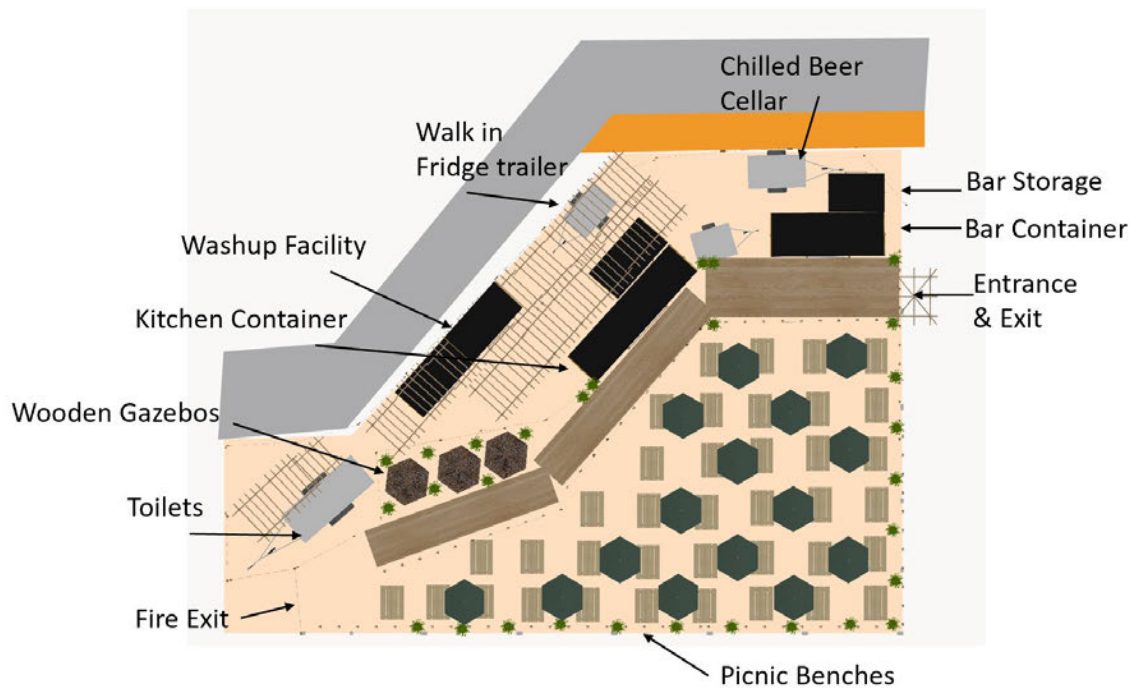 Chilled Beer
Cellar
Walk in
Fridge trailer
Bar Storage
Bar Container
Washup Facility
Entrance
& Exit
Kitchen Container
Wooden Gazebos
Toilets
Fire Exit
Picnic Benches